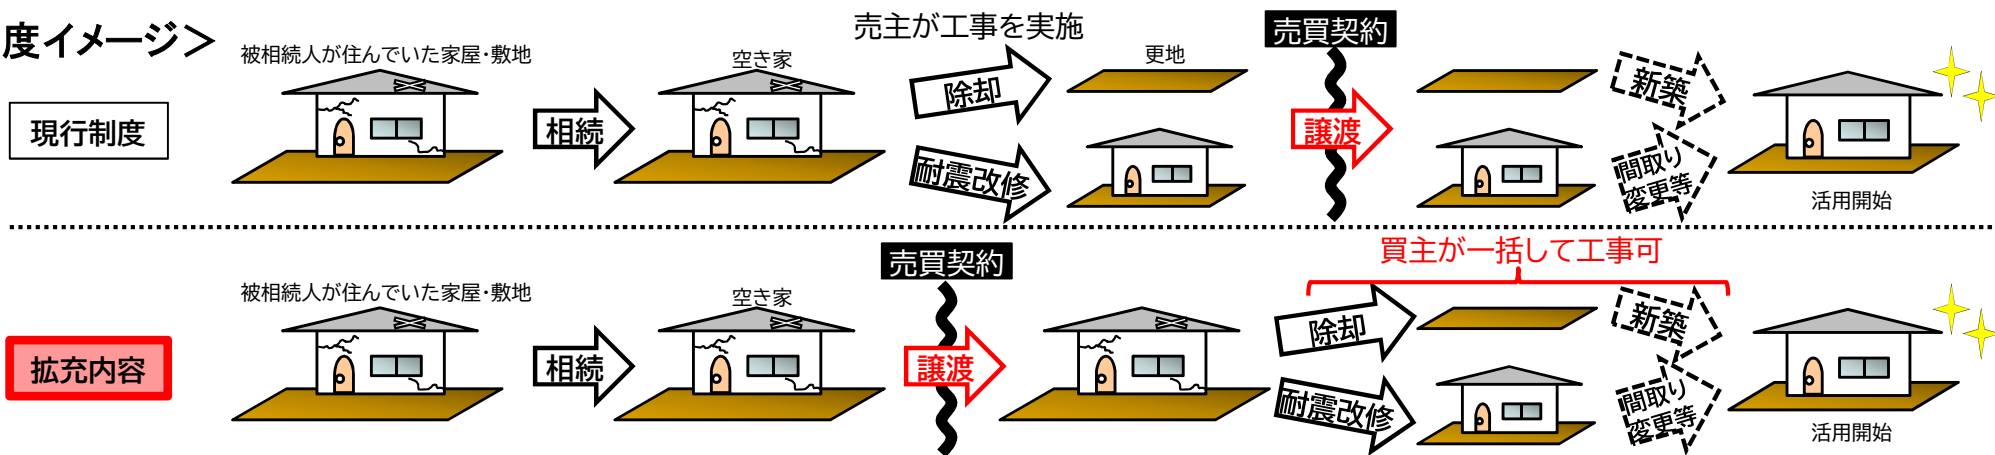 度イメージ＞
現行制度
被相続人が住んでいた家屋・敷地
相続
空き家
売主が工事を実施
除却
耐震改修
更地
売買契約
譲渡
新築
間取り
変更等
活用開始
拡充内容
被相続人が住んでいた家屋・敷地
相続
空き家
売買契約
譲渡
買主が一括して工事可
除却
耐震改修
新築
間取り
変更等
活用開始